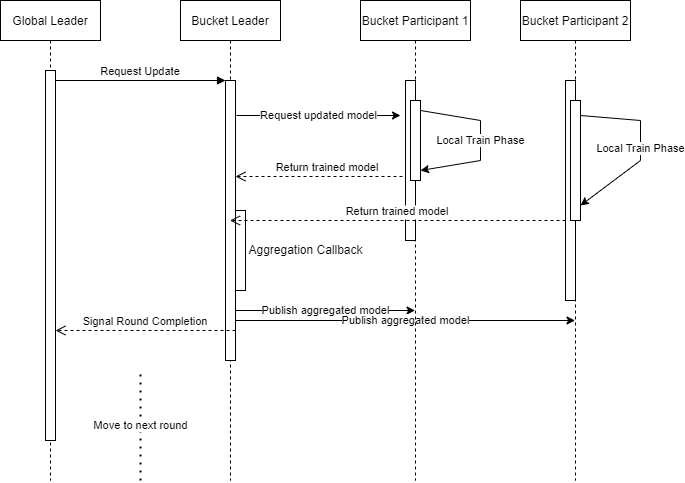 Global Leader
Bucket Leader
Bucket Participant 1
Bucket Participant 2
Request Update
Request updated model
Local Train Phase
Local Train Phase
Return trained model
Return trained model
Aggregation Callback
Publish aggregated model
Publish aggregated model
Signal Round Completion
Move to next round